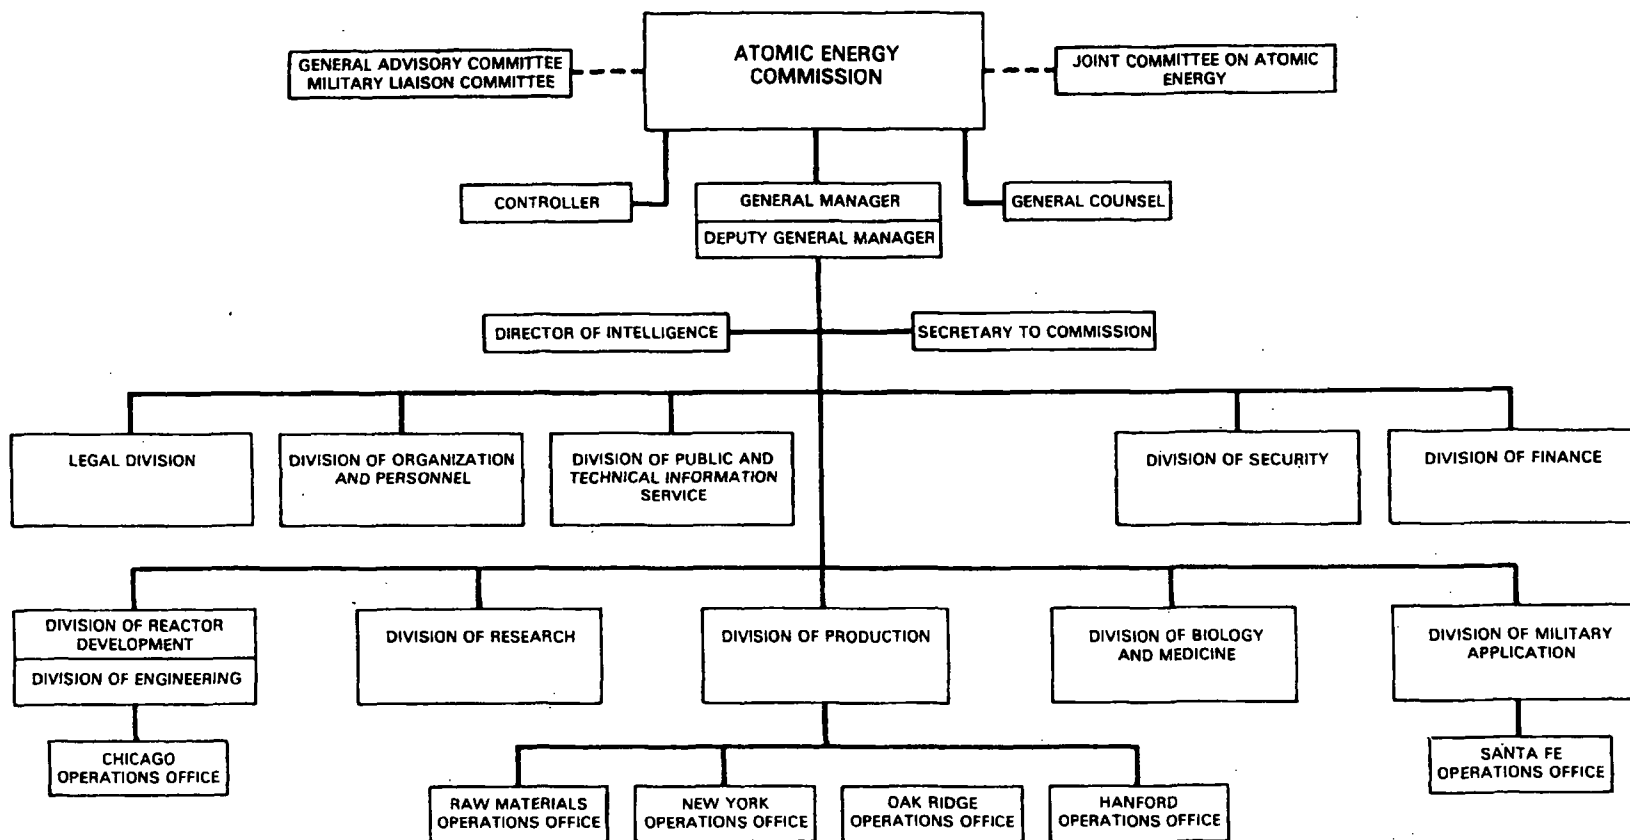 GENERAL ADVISORY COMMITTEE
MILITARY LIAISON COMMITTEE
ATOMIC ENERGY
COMMISSION
JOINT COMMITTEE ON ATOMIC
ENERGY
CONTROLLER
GENERAL MANAGER
DEPUTY GENERAL MANAGER
GENERAL COUNSEL
DIRECTOR OF INTELLIGENCE
SECRETARY TO COMMISSION
LEGAL DIVISION
DIVISION OF ORGANIZATION
AND PERSONNEL
DIVISION OF PUBLIC AND
TECHNICAL INFORMATION
SERVICE
DIVISION OF SECURITY
DIVISION OF FINANCE
DIVISION OF REACTOR
DEVELOPMENT
DIVISION OF ENGINEERING
DIVISION OF RESEARCH
DIVISION OF PRODUCTION
DIVISION OF BIOLOGY
AND MEDICINE
DIVISION OF MILITARY
APPLICATION
CHICAGO
OPERATIONS OFFICE
SANTA FE
OPERATIONS OFFICE
RAW MATERIALS
OPERATIONS OFFICE
NEW YORK
OPERATIONS OFFICE
OAK RIDGE
OPERATIONS OFFICE
HANFORD
OPERATIONS OFFICE